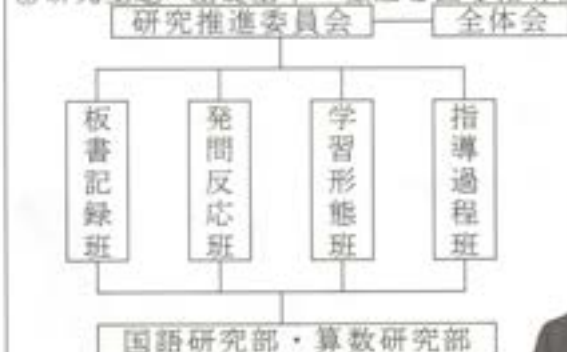 研究推進委員会 全体会
板書記録班
発問反応班
学習形態班
指導過程班
国語研究部・算数研究部